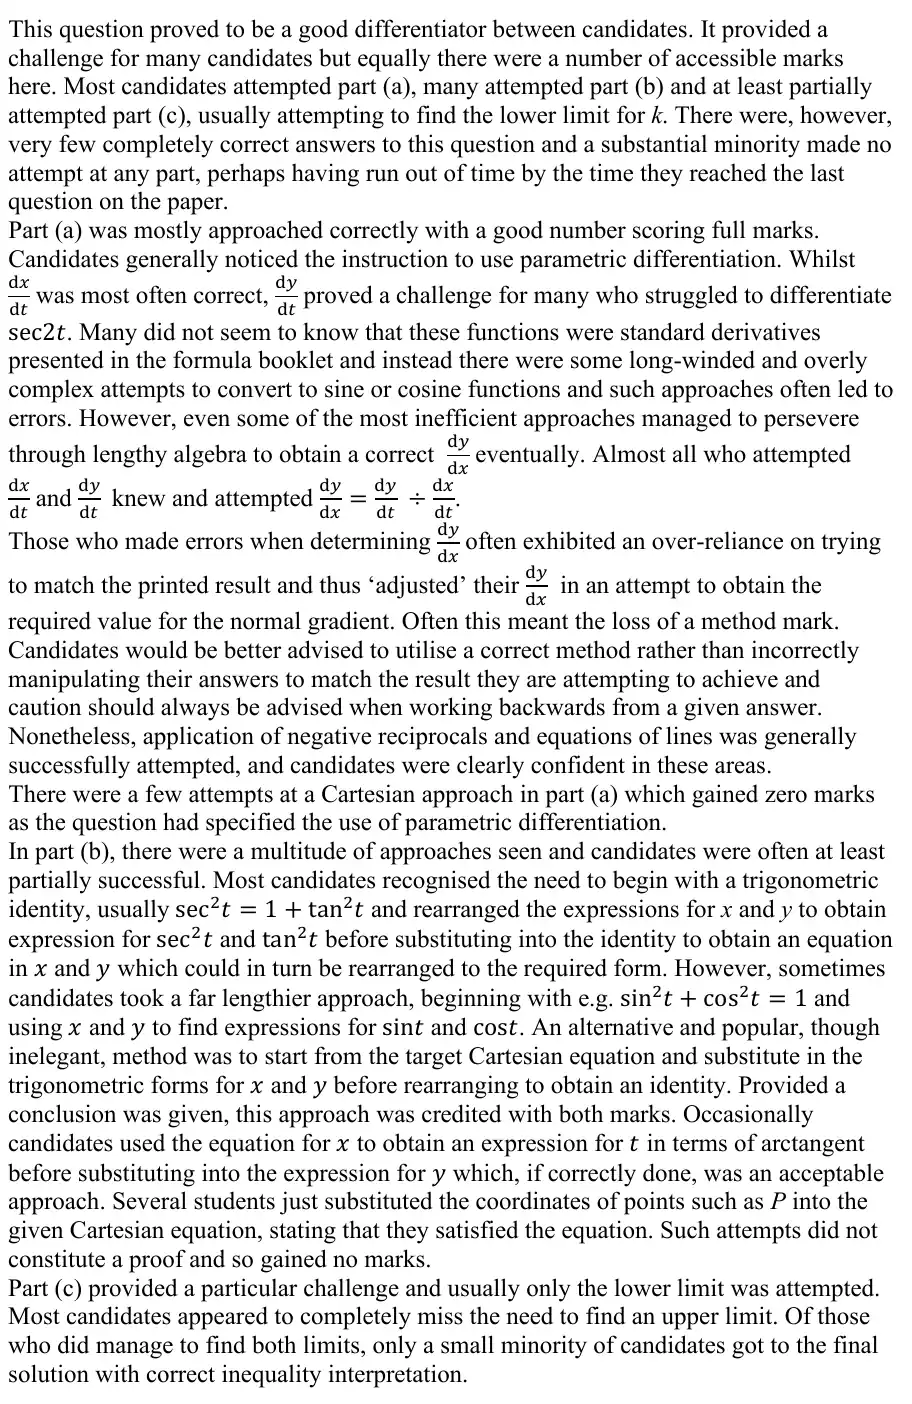 This question proved to be a good differentiator between candidates. It provided a
challenge for many candidates but equally there were a number of accessible marks
here. Most candidates attempted part (a), many attempted part (b) and at least partially
attempted part (c), usually attempting to find the lower limit for k. There were, however,
very few completely correct answers to this question and a substantial minority made no
attempt at any part, perhaps having run out of time by the time they reached the last
question on the paper.
Part (a) was mostly approached correctly with a good number scoring full marks.
Candidates generally noticed the instruction to use parametric differentiation. Whilst
dx/dt was most often correct, dy/dt proved a challenge for many who struggled to differentiate
sec2t. Many did not seem to know that these functions were standard derivatives
presented in the formula booklet and instead there were some long-winded and overly
complex attempts to convert to sine or cosine functions and such approaches often led to
errors. However, even some of the most inefficient approaches managed to persevere
through lengthy algebra to obtain a correct dy/dx eventually. Almost all who attempted
dx/dt and dy/dt knew and attempted dy/dx = dy/dt ÷ dx/dt.
Those who made errors when determining dy/dx often exhibited an over-reliance on trying
to match the printed result and thus ‘adjusted’ their dy/dx in an attempt to obtain the
required value for the normal gradient. Often this meant the loss of a method mark.
Candidates would be better advised to utilise a correct method rather than incorrectly
manipulating their answers to match the result they are attempting to achieve and
caution should always be advised when working backwards from a given answer.
Nonetheless, application of negative reciprocals and equations of lines was generally
successfully attempted, and candidates were clearly confident in these areas.
There were a few attempts at a Cartesian approach in part (a) which gained zero marks
as the question had specified the use of parametric differentiation.
In part (b), there were a multitude of approaches seen and candidates were often at least
partially successful. Most candidates recognised the need to begin with a trigonometric
identity, usually sec²t = 1 + tan²t and rearranged the expressions for x and y to obtain
expression for sec²t and tan²t before substituting into the identity to obtain an equation
in x and y which could in turn be rearranged to the required form. However, sometimes
candidates took a far lengthier approach, beginning with e.g. sin²t + cos²t = 1 and
using x and y to find expressions for sint and cost. An alternative and popular, though
inelegant, method was to start from the target Cartesian equation and substitute in the
trigonometric forms for x and y before rearranging to obtain an identity. Provided a
conclusion was given, this approach was credited with both marks. Occasionally
candidates used the equation for x to obtain an expression for t in terms of arctangent
before substituting into the expression for y which, if correctly done, was an acceptable
approach. Several students just substituted the coordinates of points such as P into the
given Cartesian equation, stating that they satisfied the equation. Such attempts did not
constitute a proof and so gained no marks.
Part (c) provided a particular challenge and usually only the lower limit was attempted.
Most candidates appeared to completely miss the need to find an upper limit. Of those
who did manage to find both limits, only a small minority of candidates got to the final
solution with correct inequality interpretation.